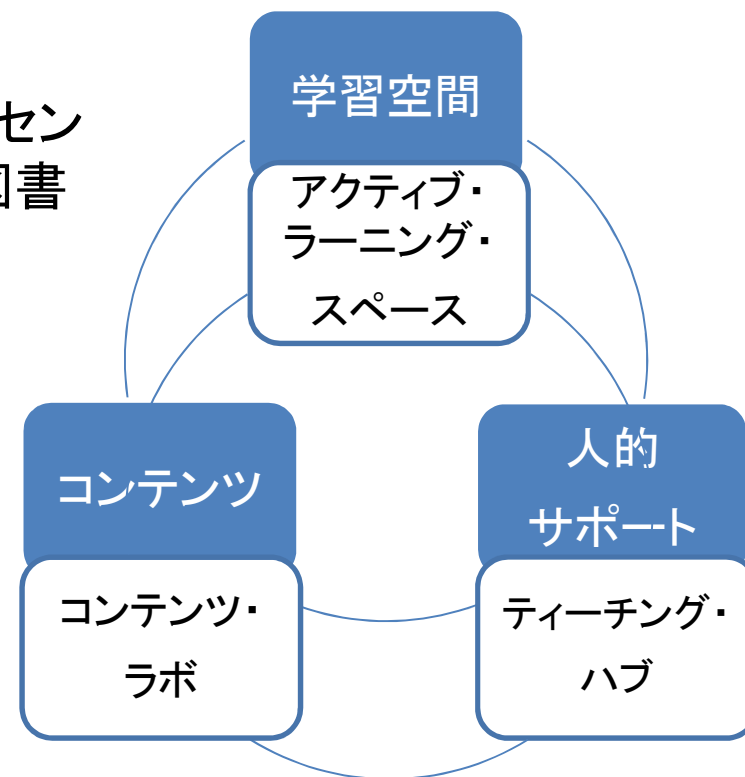 セン
図書
学習空間
アクティブ・
ラーニング・
スペース
コンテンツ
コンテンツ・
ラボ
人的
サポート
ティーチング・
ハブ